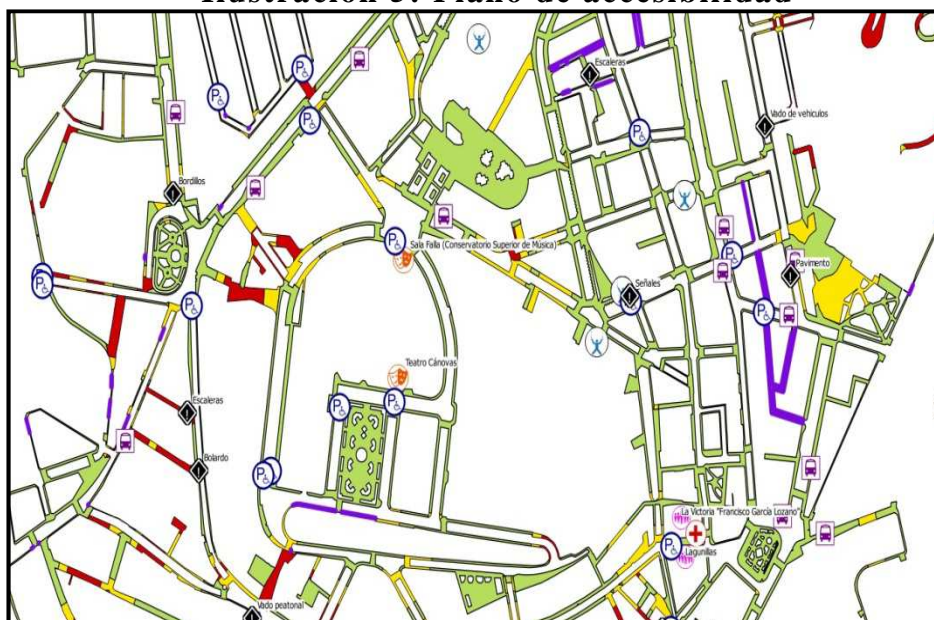 Ilustración 3: Plano de accesibilidad
Escaleras
Vado de vehículos
Bordillos
Sala Falla (Conservatorio Superior de Música)
Pavimento
Señales
Teatro Cánovas
Escaleras
Bolardo
La Victoria "Francisco García Lozano"
Lagunillas
Vado peatonal
P
P
P
P
P
P
P
P
P
P
P
P
P
P